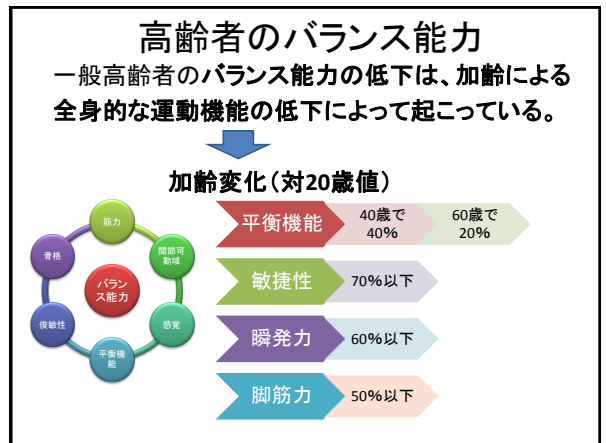 高齢者のバランス能力
一般高齢者のバランス能力の低下は、加齢による
全身的な運動機能の低下によって起こっている。
加齢変化(対20歳値)
筋力
関節可
動域
感覚
平衡機
能
俊敏性
骨格
バラン
ス能力
平衡機能
40歳で
40%
60歳で
20%
敏捷性
70%以下
瞬発力
60%以下
脚筋力
50%以下